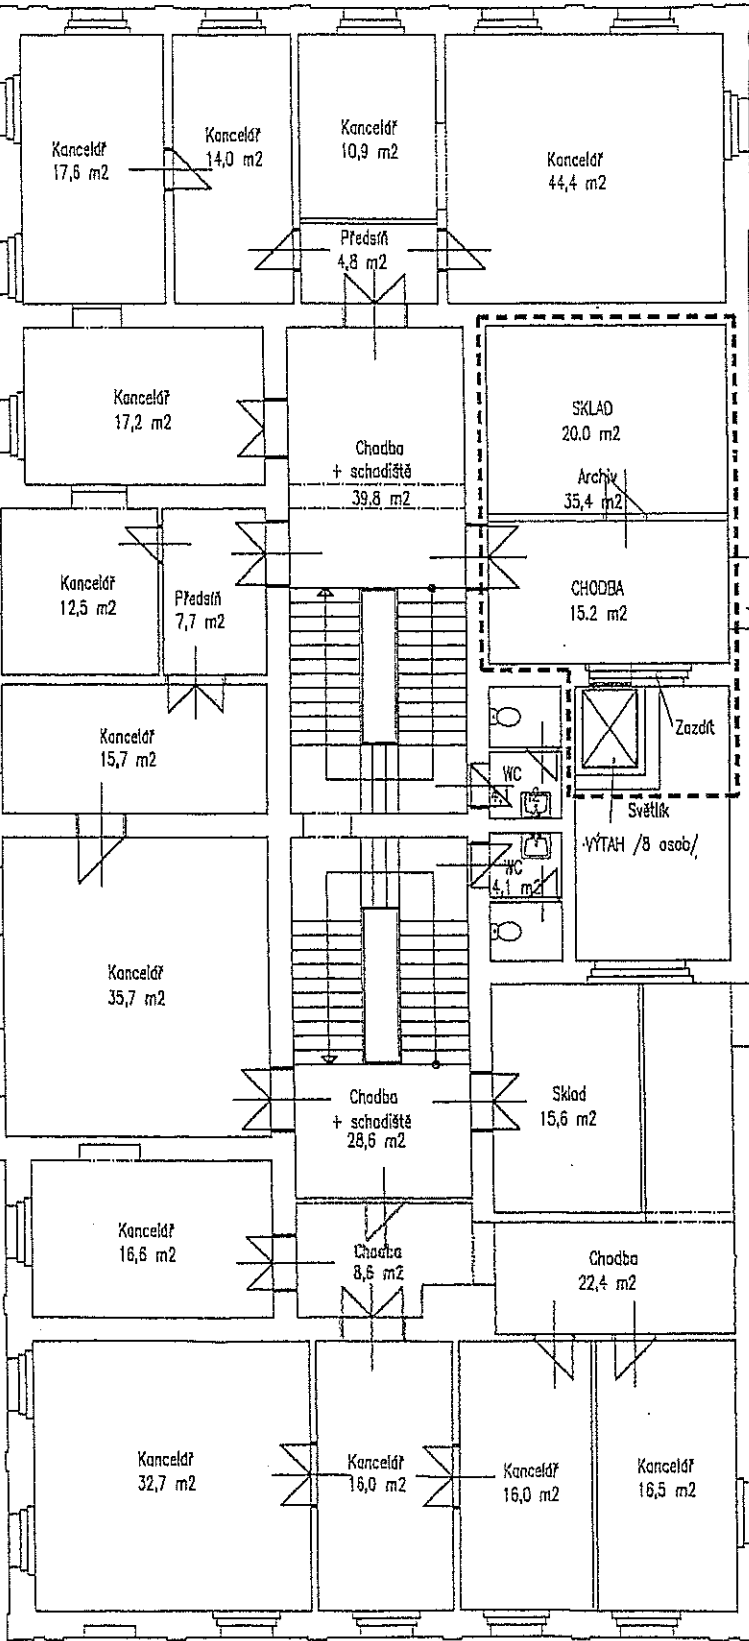 Kancelář
17,6 m2
Kancelář
14,0 m2
Kancelář
10,9 m2
Kancelář
44,4 m2
Předsíň
4,8 m2
Kancelář
17,2 m2
Chodba
+ schodiště
39,8 m2
SKLAD
20.0 m2
Archiv
35,4 m2
CHODBA
15.2 m2
Kancelář
12,5 m2
Předsíň
7,7 m2
Kancelář
15,7 m2
Zazdít
WC
Světlík
VÝTAH /8 osob/
WC
4,1 m2
Kancelář
35,7 m2
Chodba
+ schodiště
28,6 m2
Sklad
15,6 m2
Kancelář
16,6 m2
Chodba
8,6 m2
Chodba
22,4 m2
Kancelář
32,7 m2
Kancelář
16,0 m2
Kancelář
16,0 m2
Kancelář
16,5 m2